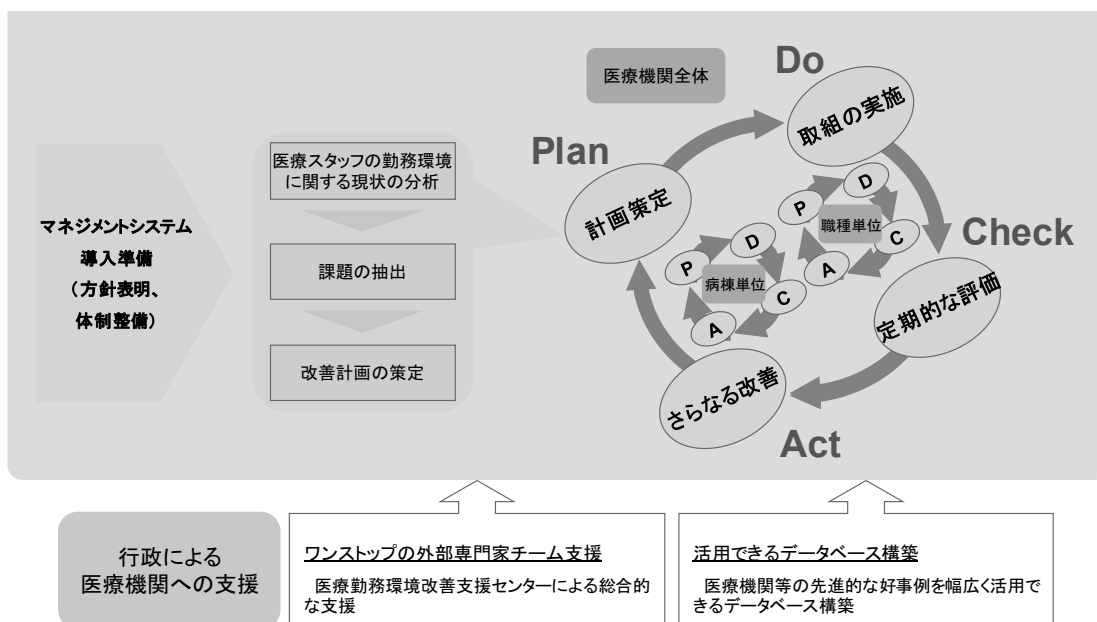 マネジメントシステム
導入準備
（方針表明、
体制整備）
医療スタッフの勤務環境
に関する現状の分析
課題の抽出
改善計画の策定
医療機関全体
Plan
計画策定
Do
取組の実施
Check
定期的な評価
Act
さらなる改善
P
D
C
A
病棟単位
P
D
C
A
職種単位
行政による
医療機関への支援
ワンストップの外部専門家チーム支援
医療勤務環境改善支援センターによる総合的
な支援
活用できるデータベース構築
医療機関等の先進的な好事例を幅広く活用で
きるデータベース構築